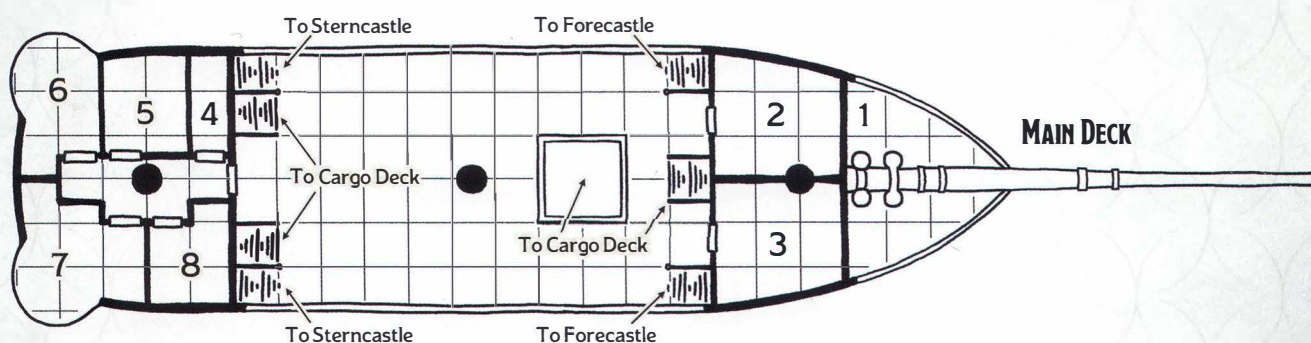 To Sterncastle
To Forecastle
6
5
4
2
1
MAIN DECK
To Cargo Deck
To Cargo Deck
7
8
3
To Sterncastle
To Forecastle